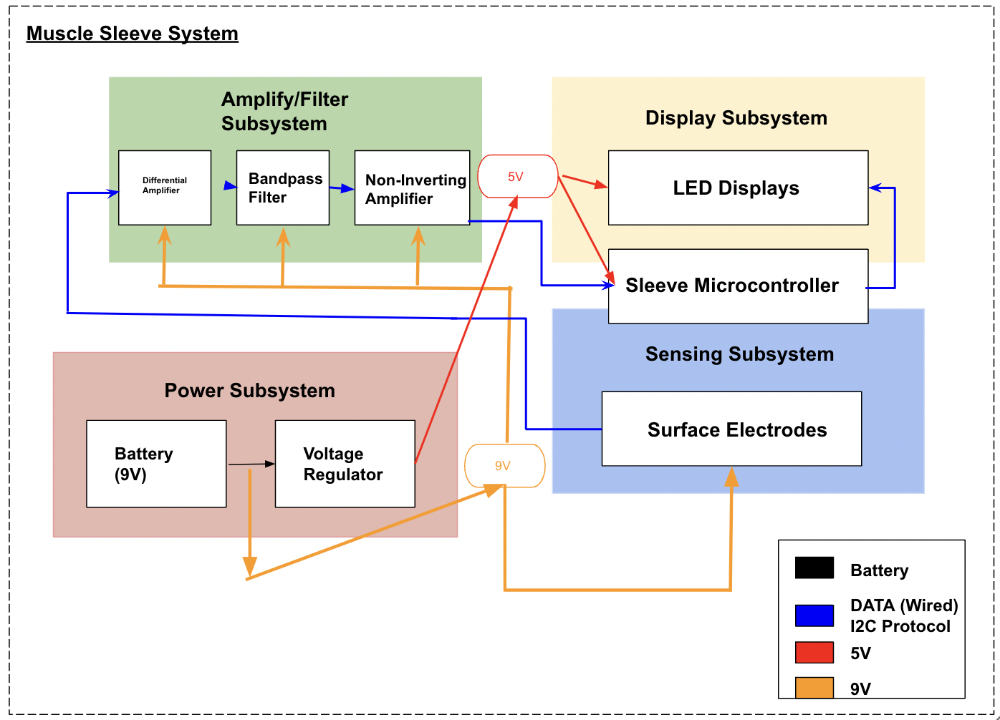 Muscle Sleeve System
Amplify/Filter
Subsystem
Differential
Amplifier
Bandpass
Filter
Non-Inverting
Amplifier
5V
Display Subsystem
LED Displays
Sleeve Microcontroller
Sensing Subsystem
Surface Electrodes
Power Subsystem
Battery
(9V)
Voltage
Regulator
9V
Battery
DATA (Wired)
I2C Protocol
5V
9V